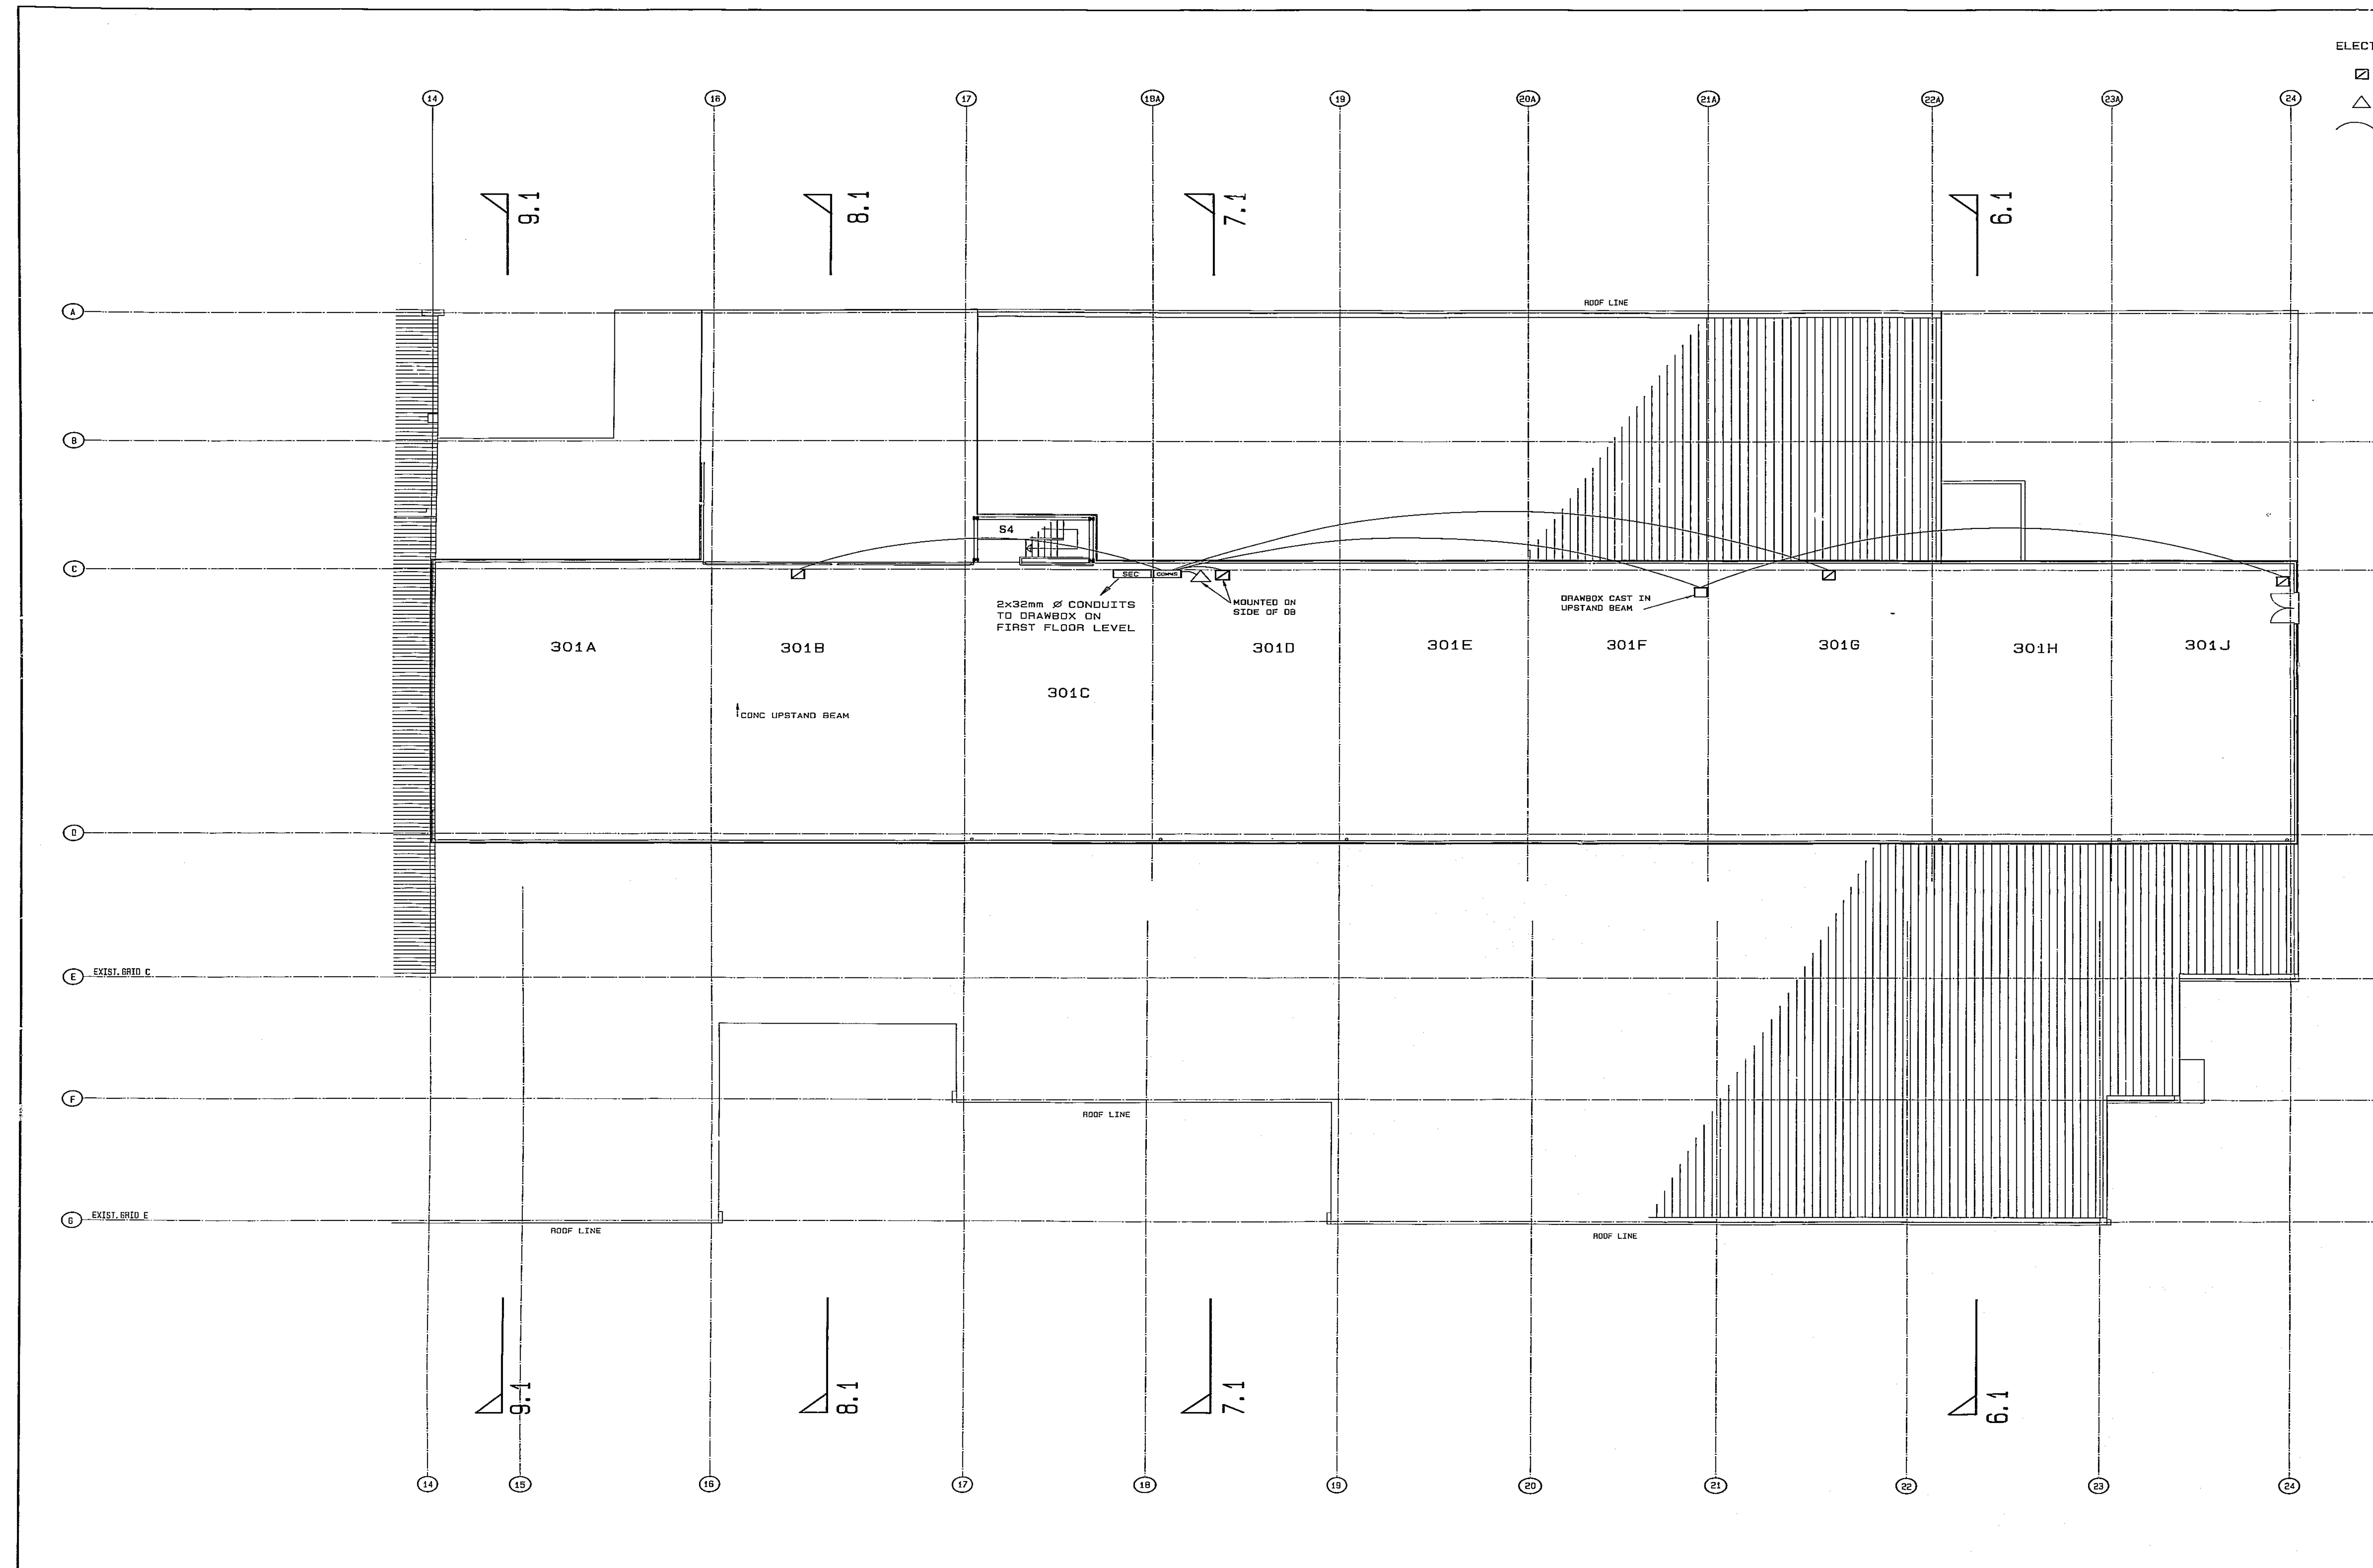 ELECT
14
16
17
18A
19
20A
21A
22A
23A
24
9.1
8.1
7.1
6.1
A
ROOF LINE
B
S4
C
SEC
COMMS
2x32mm Ø CONDUITS
TO DRAWBOX ON
FIRST FLOOR LEVEL
MOUNTED ON
SIDE OF DB
DRAWBOX CAST IN
UPSTAND BEAM
301A
301B
301C
301D
301E
301F
301G
301H
301J
CONC UPSTAND BEAM
D
E
EXIST.GRID C
F
ROOF LINE
G
EXIST.GRID E
ROOF LINE
ROOF LINE
9.1
8.1
7.1
6.1
14
15
16
17
18
19
20
21
22
23
24